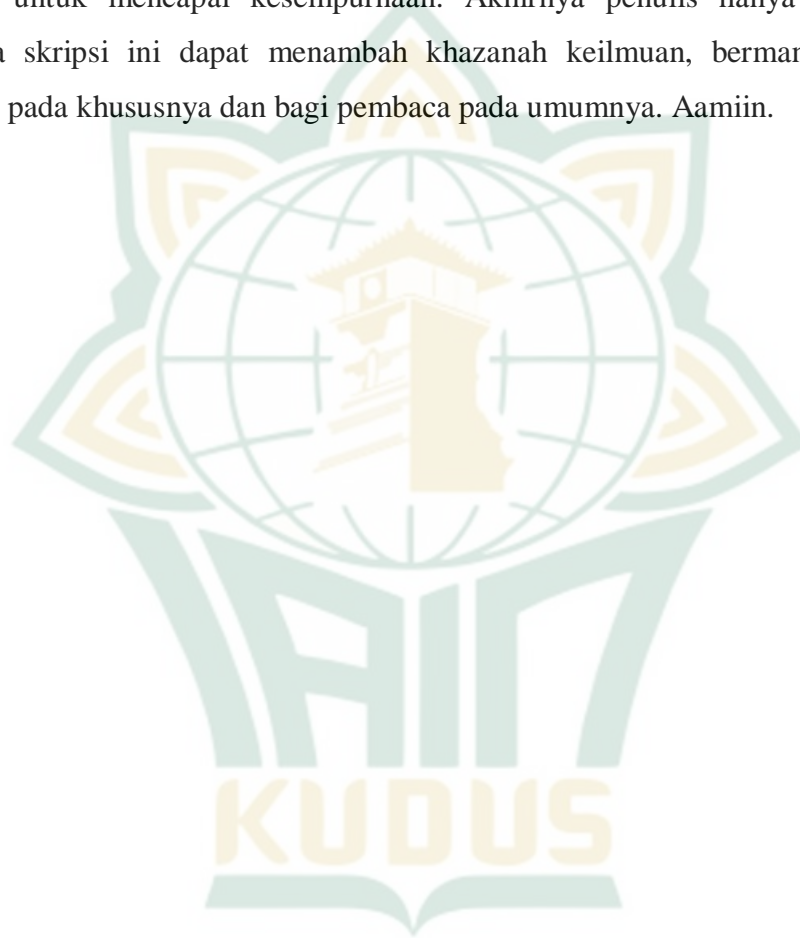 untuk mencapai kesempurnaan. Akhirnya penulis hanya
skripsi ini dapat menambah khazanah keilmuan,
pada khususnya dan bagi pembaca pada umumnya. Aamiin.
IAIN
KUDUS